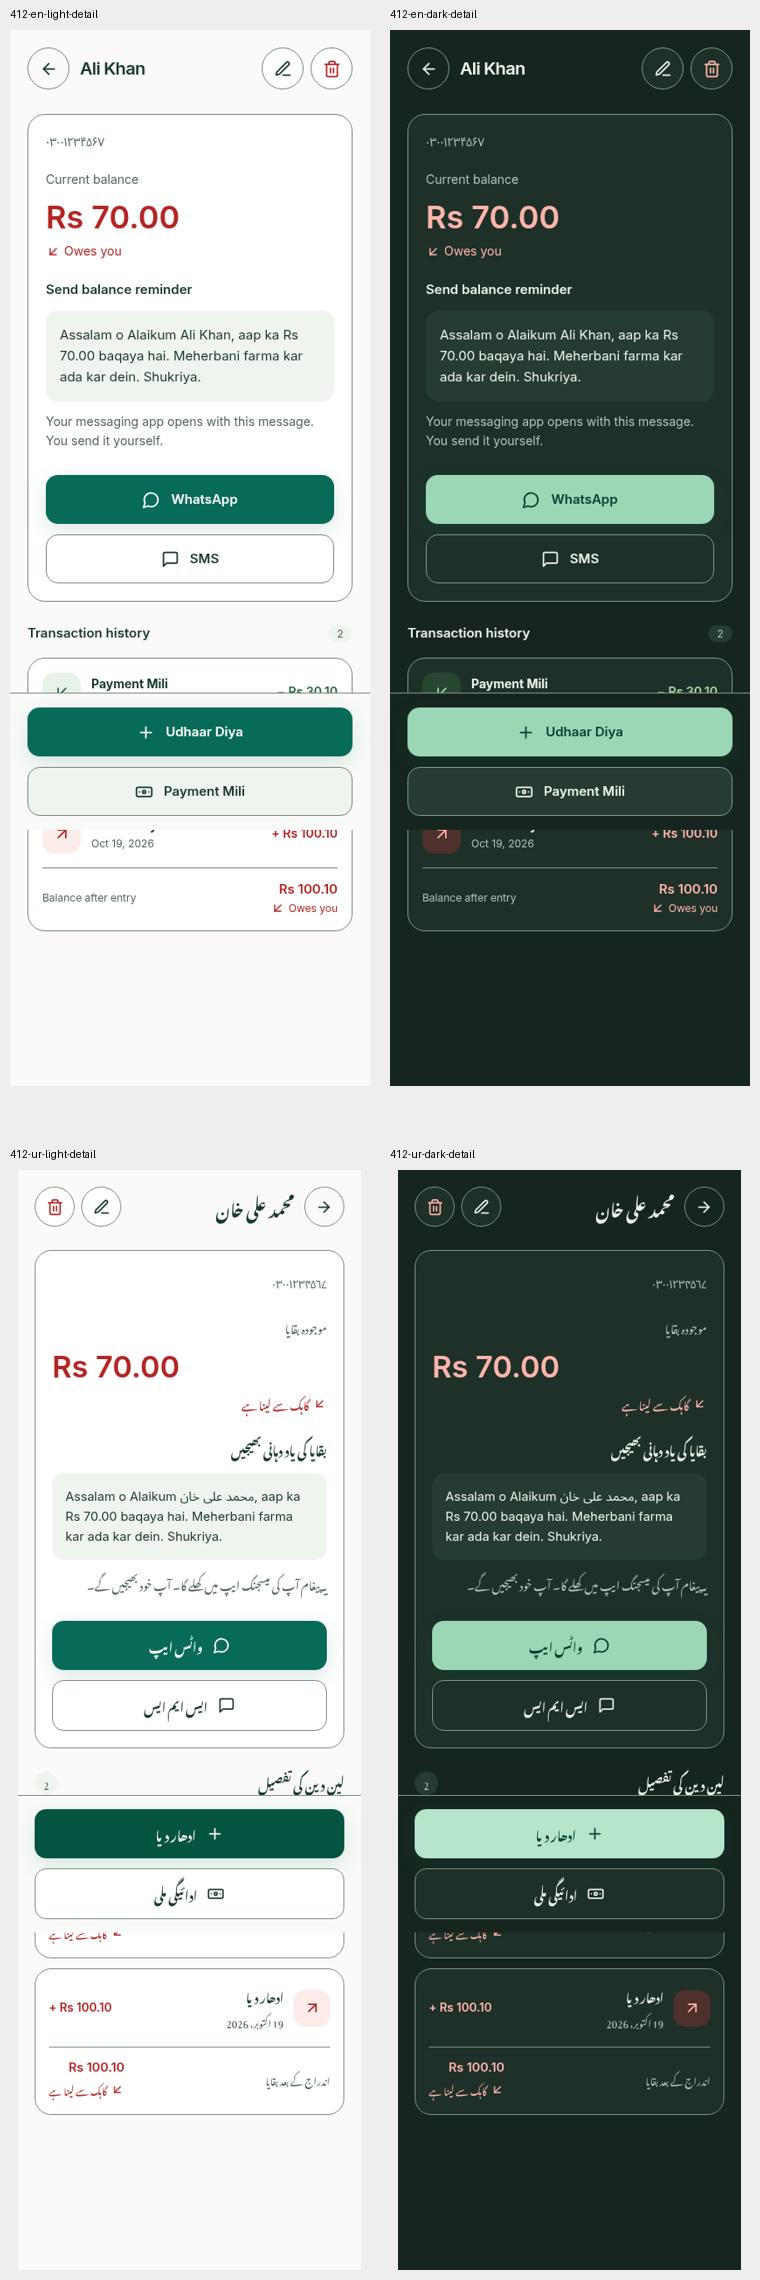 412-en-light-detail
Ali Khan
۰۳۰۰۱۲۳۴۵۶۷
Current balance
Rs 70.00
Owes you
Send balance reminder
Assalam o Alaikum Ali Khan, aap ka Rs
70.00 baqaya hai. Meherbani farma kar
ada kar dein. Shukriya.
Your messaging app opens with this message.
You send it yourself.
WhatsApp
SMS
Transaction history
2
Payment Mili
– Rs 30.10
Udhaar Diya
Payment Mili
+ Rs 100.10
Oct 19, 2026
Balance after entry
Rs 100.10
Owes you
412-en-dark-detail
Ali Khan
۰۳۰۰۱۲۳۴۵۶۷
Current balance
Rs 70.00
Owes you
Send balance reminder
Assalam o Alaikum Ali Khan, aap ka Rs
70.00 baqaya hai. Meherbani farma kar
ada kar dein. Shukriya.
Your messaging app opens with this message.
You send it yourself.
WhatsApp
SMS
Transaction history
2
Payment Mili
– Rs 30.10
Udhaar Diya
Payment Mili
+ Rs 100.10
Oct 19, 2026
Balance after entry
Rs 100.10
Owes you
412-ur-light-detail
محمد علی خان
۰۳۰۰۱۲۳۴۵۶۷
موجودہ بقایا
Rs 70.00
گاہک سے لینا ہے
بقایا کی یاد دہانی بھیجیں
Assalam o Alaikum محمد علی خان, aap ka
Rs 70.00 baqaya hai. Meherbani farma
kar ada kar dein. Shukriya.
یہ پیغام آپ کی میسجنگ ایپ میں کھلے گا۔ آپ خود بھیجیں گے۔
واٹس ایپ
ایس ایم ایس
لین دین کی تفصیل
2
ادھار دیا
ادائیگی ملی
گاہک سے لینا ہے
ادھار دیا
+ Rs 100.10
19 اکتوبر، 2026
Rs 100.10
اندراج کے بعد بقایا
گاہک سے لینا ہے
412-ur-dark-detail
محمد علی خان
۰۳۰۰۱۲۳۴۵۶۷
موجودہ بقایا
Rs 70.00
گاہک سے لینا ہے
بقایا کی یاد دہانی بھیجیں
Assalam o Alaikum محمد علی خان, aap ka
Rs 70.00 baqaya hai. Meherbani farma
kar ada kar dein. Shukriya.
یہ پیغام آپ کی میسجنگ ایپ میں کھلے گا۔ آپ خود بھیجیں گے۔
واٹس ایپ
ایس ایم ایس
لین دین کی تفصیل
2
ادھار دیا
ادائیگی ملی
گاہک سے لینا ہے
ادھار دیا
+ Rs 100.10
19 اکتوبر، 2026
Rs 100.10
اندراج کے بعد بقایا
گاہک سے لینا ہے